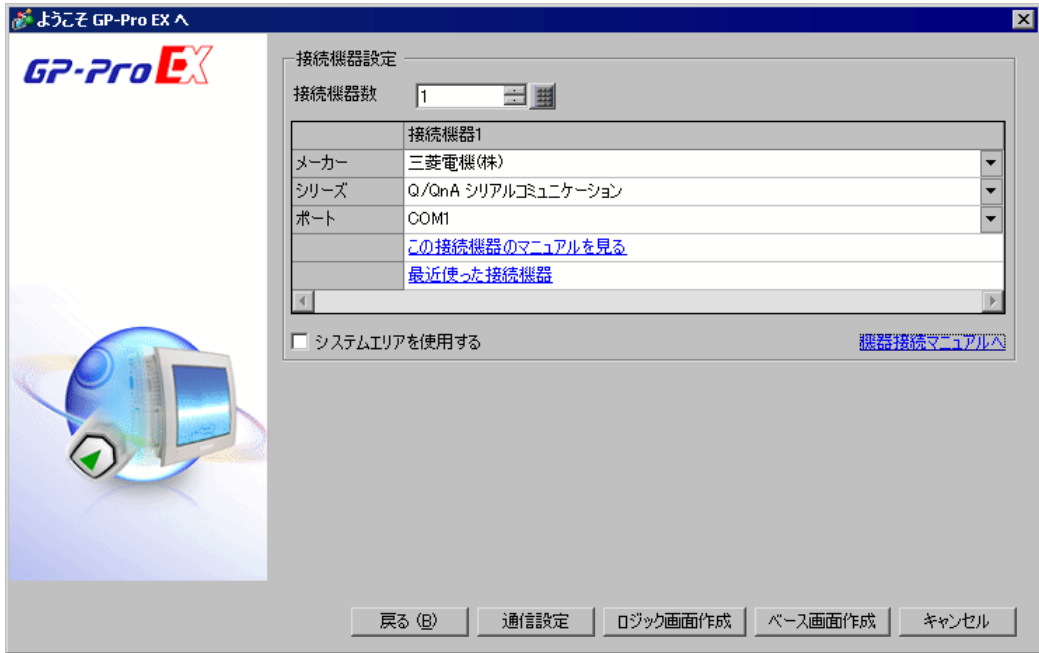 ようこそ GP-Pro EX へ
GP-Pro EX
接続機器設定
接続機器数 1
接続機器1
メーカー 三菱電機(株)
シリーズ Q/QnA シリアルコミュニケーション
ポート COM1
この接続機器のマニュアルを見る
最近使った接続機器
システムエリアを使用する 機器接続マニュアルへ
戻る (B) 通信設定 ロジック画面作成 ベース画面作成 キャンセル